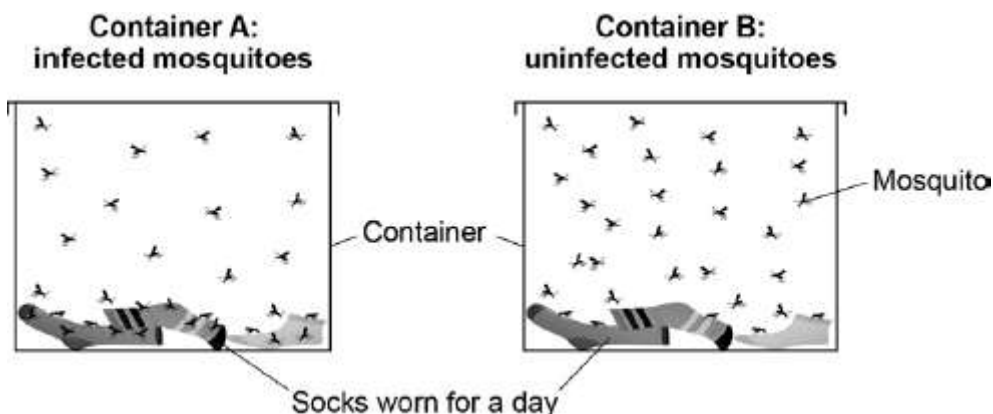 Container A:
infected mosquitoes
Container B:
uninfected mosquitoes
Mosquito
Container
Socks worn for a day